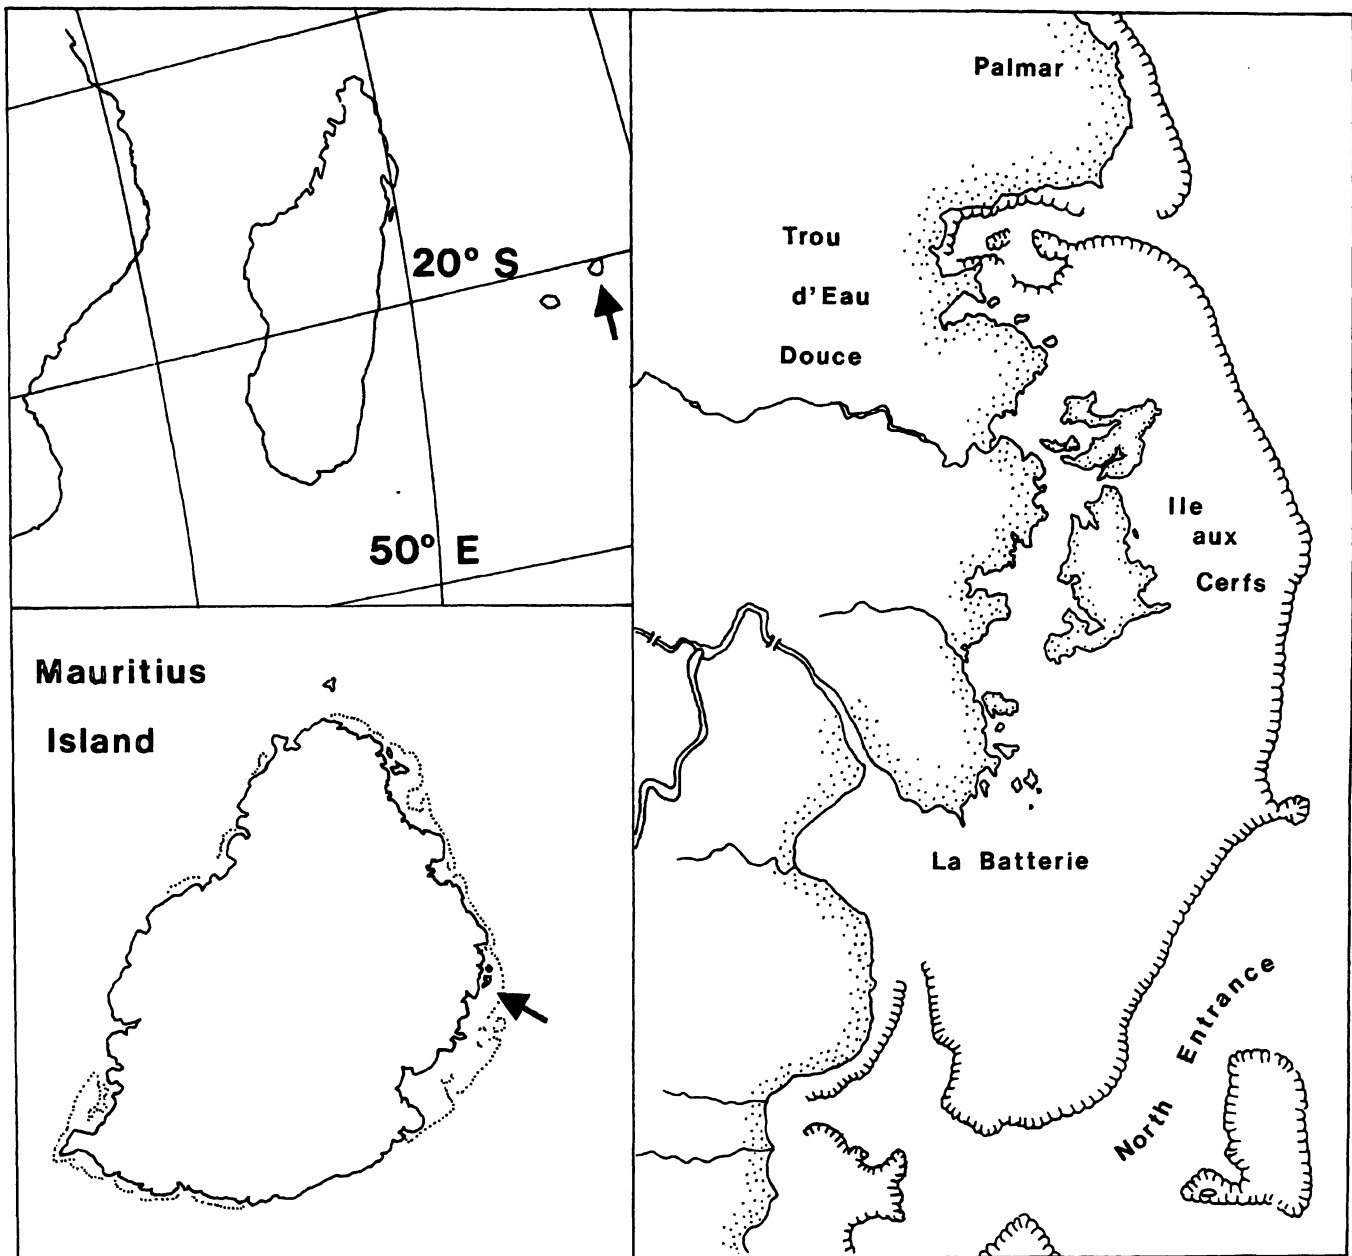 20° S
50° E
Mauritius
Island
Palmar
Trou
d'Eau
Douce
Ile
aux
Cerfs
La Batterie
North Entrance